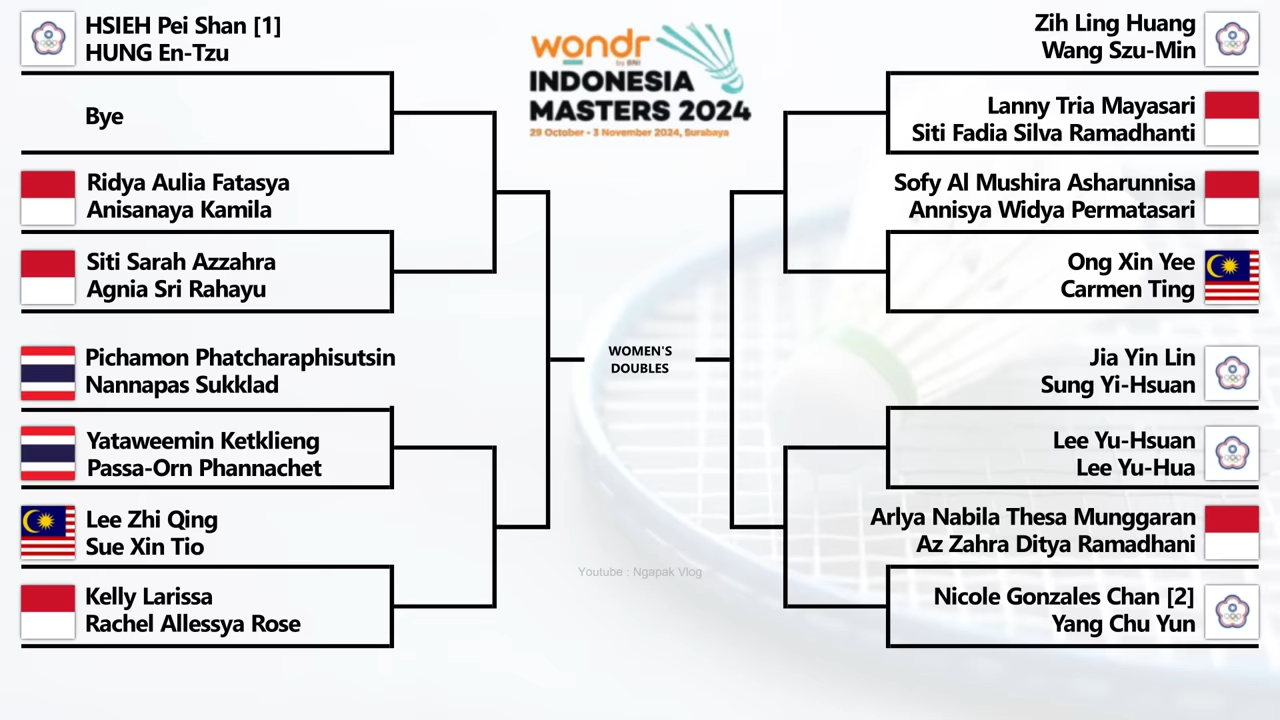 HSIEH Pei Shan [1]
HUNG En-Tzu
Bye
Ridya Aulia Fatasya
Anisanaya Kamila
Siti Sarah Azzahra
Agnia Sri Rahayu
Pichamon Phatcharaphisutsin
Nannapas Sukklad
Yataweemin Ketklieng
Passa-Orn Phannachet
Lee Zhi Qing
Sue Xin Tio
Kelly Larissa
Rachel Allessya Rose
wondr
by BNI
INDONESIA
MASTERS 2024
29 October - 3 November 2024, Surabaya
WOMEN'S
DOUBLES
Youtube : Ngapak Vlog
Zih Ling Huang
Wang Szu-Min
Lanny Tria Mayasari
Siti Fadia Silva Ramadhanti
Sofy Al Mushira Asharunnisa
Annisya Widya Permatasari
Ong Xin Yee
Carmen Ting
Jia Yin Lin
Sung Yi-Hsuan
Lee Yu-Hsuan
Lee Yu-Hua
Arlya Nabila Thesa Munggaran
Az Zahra Ditya Ramadhani
Nicole Gonzales Chan [2]
Yang Chu Yun